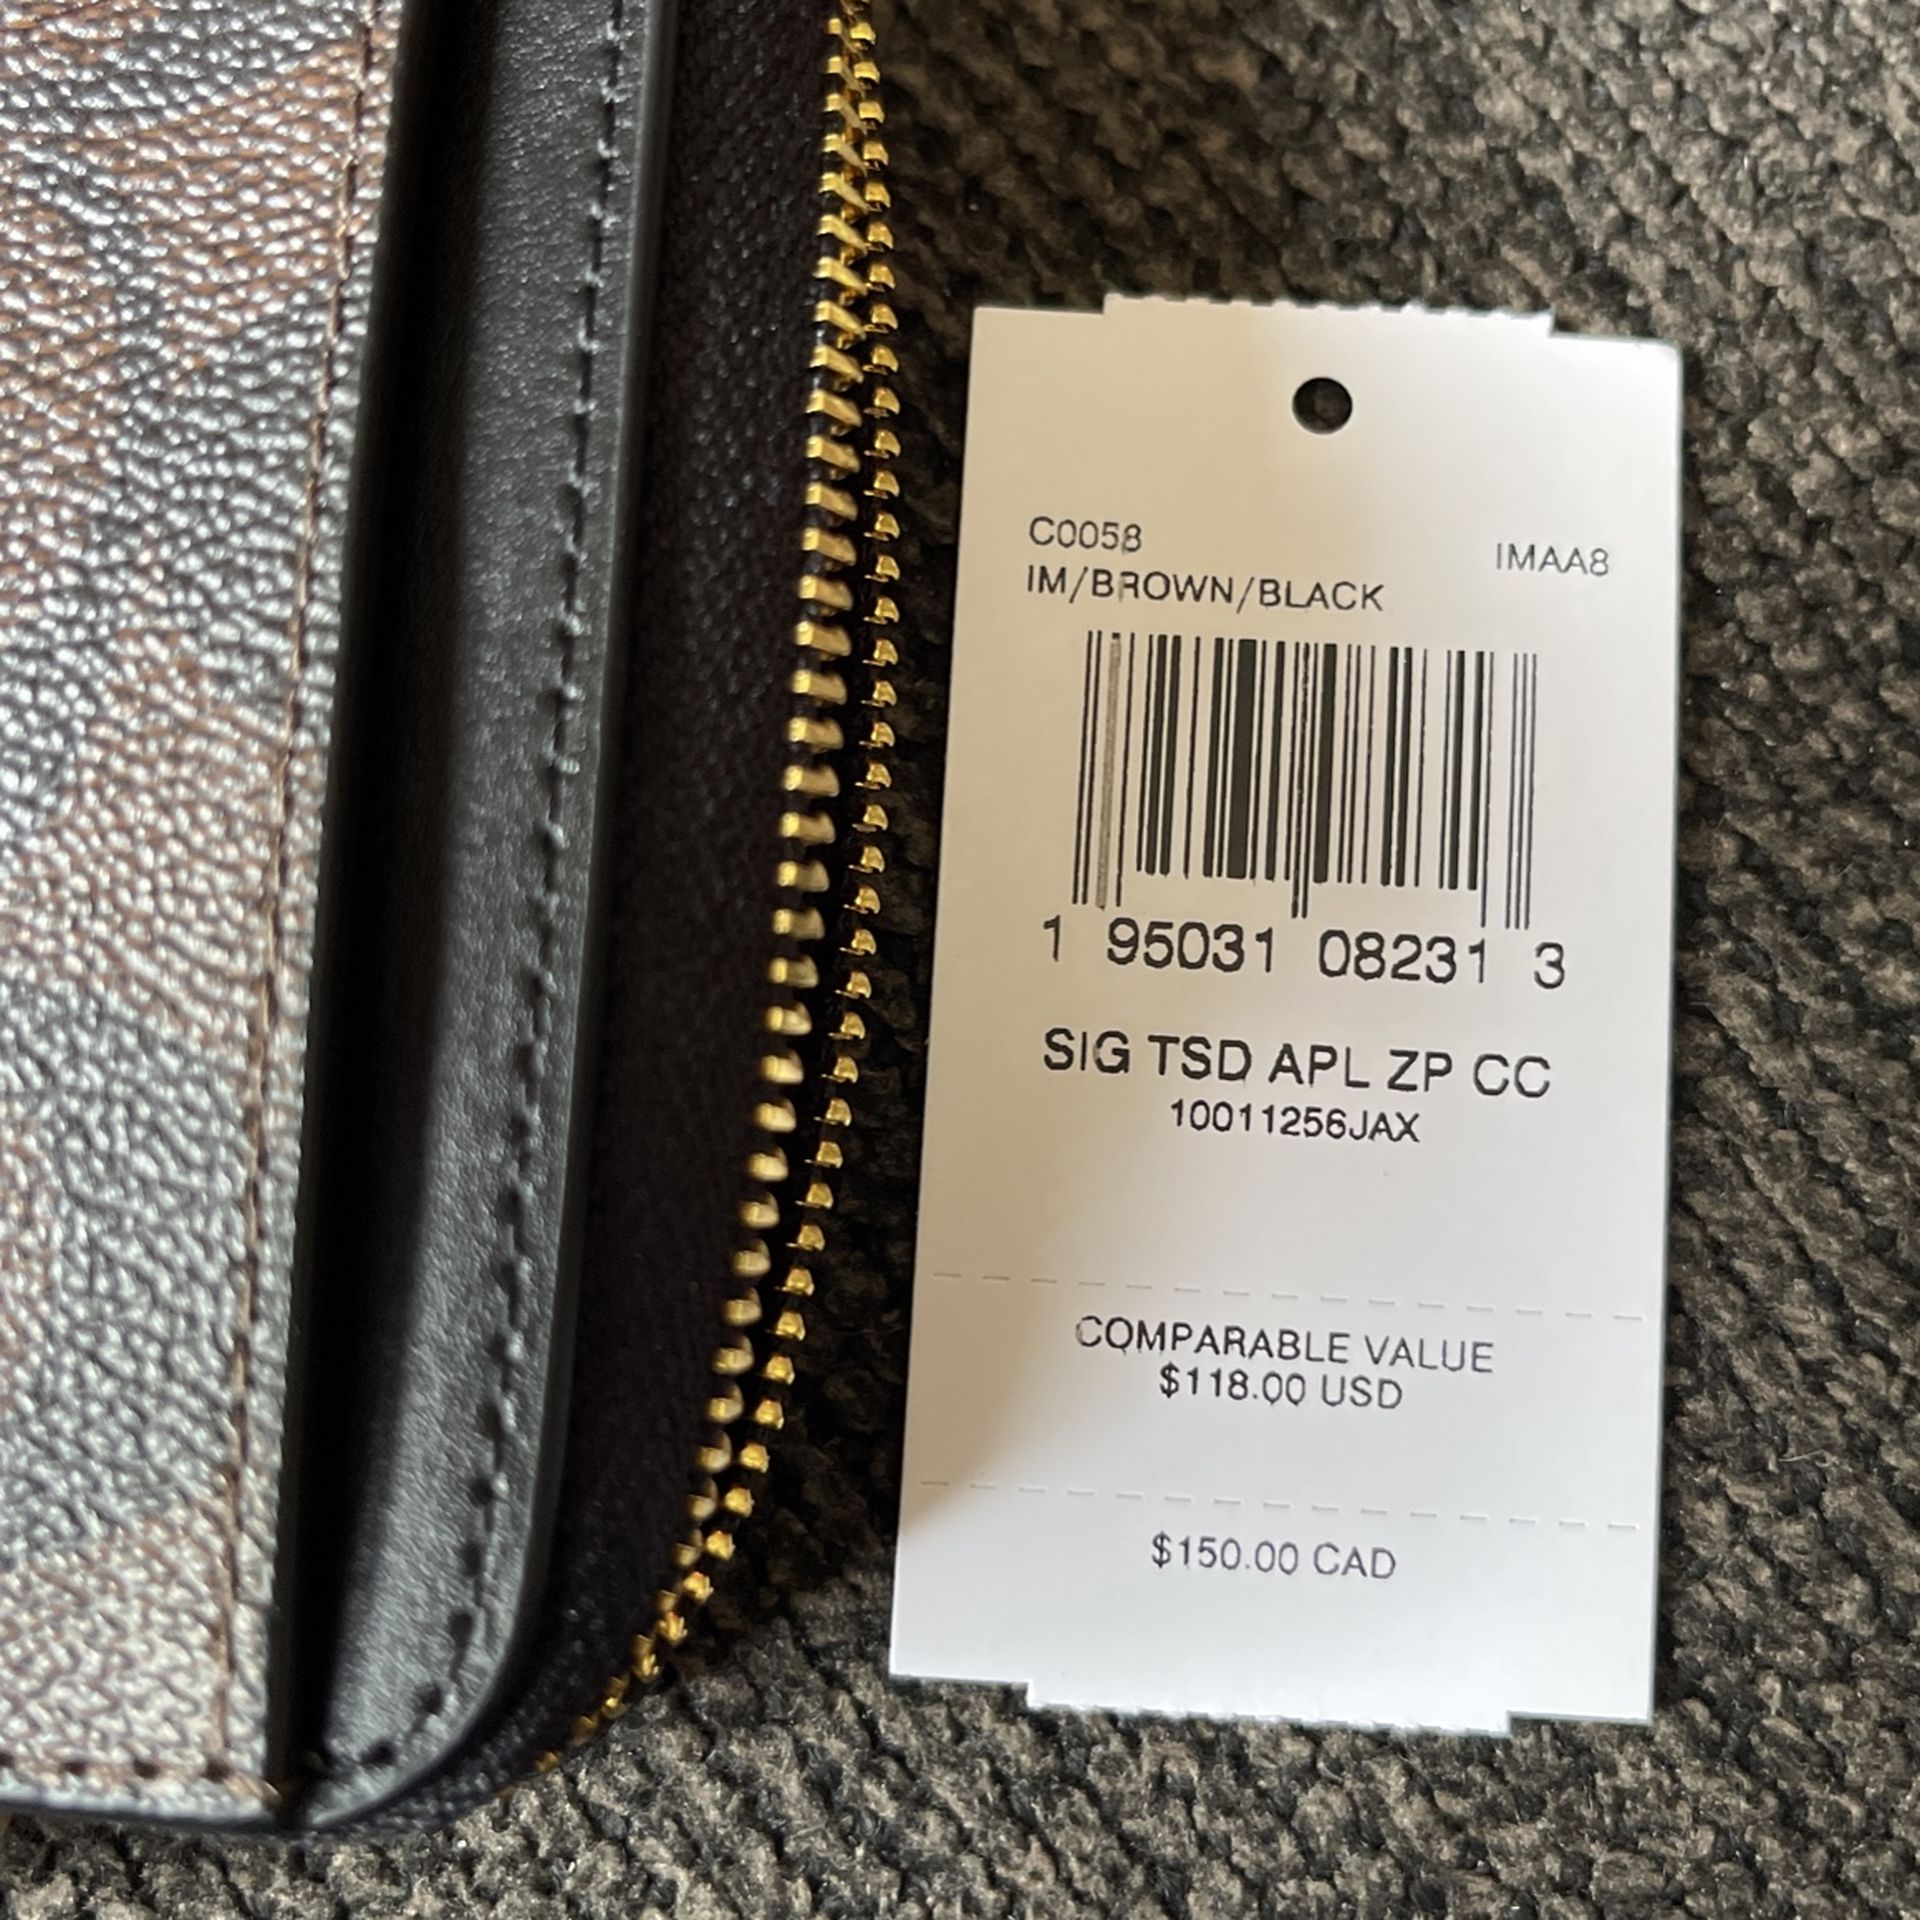 C0058
IMAA8
IM/BROWN/BLACK
1 95031 08231 3
SIG TSD APL ZP CC
10011256JAX
COMPARABLE VALUE
$118.00 USD
$150.00 CAD